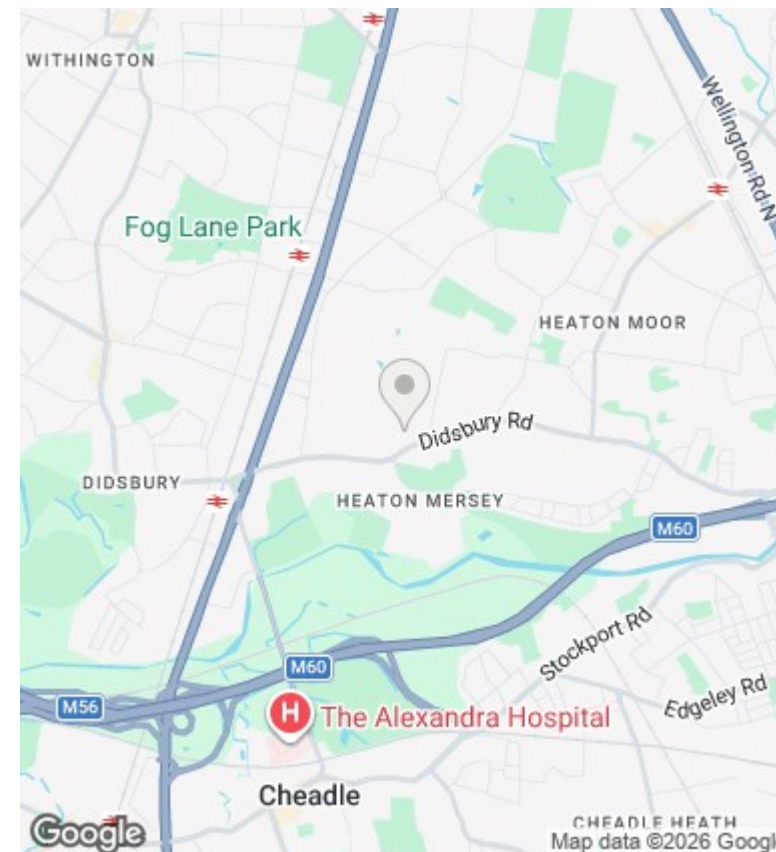 WITHINGTON
Wellington Rd N
Fog Lane Park
HEATON MOOR
Didsbury Rd
DIDSBURY
HEATON MERSEY
M60
Stockport Rd
M60
Edgeley Rd
M56
H
The Alexandra Hospital
Cheadle
CHEADLE HEATH
Google
Map data ©2026 Googl